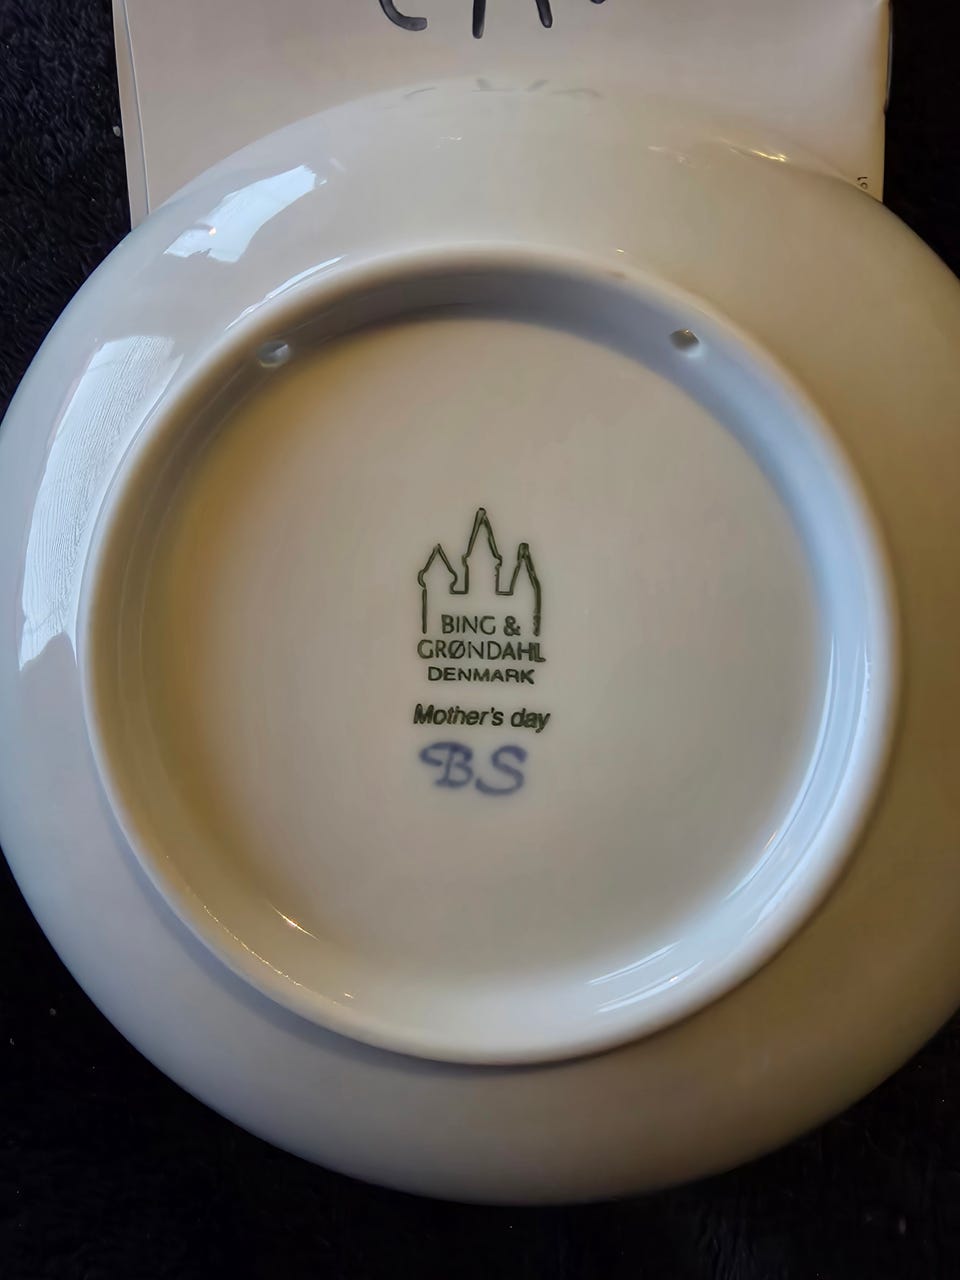 BING &
GRØNDAHL
DENMARK
Mother's day
BS